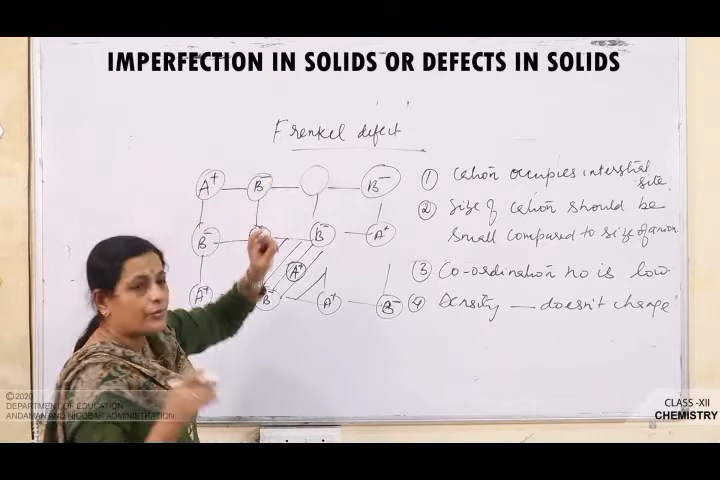 IMPERFECTION IN SOLIDS OR DEFECTS IN SOLIDS
Frenkel defect
A+ B- B-
B- B- A+
A+
A+ B- A+ B-
① Cation occupies interstitial
site.
② Size of cation should be
small compared to size of anion
③ Co-ordination no is low.
④ Density — doesn't change
©2020
DEPARTMENT OF EDUCATION
ANDAMAN AND NICOBAR ADMINISTRATION
CLASS -XII
CHEMISTRY